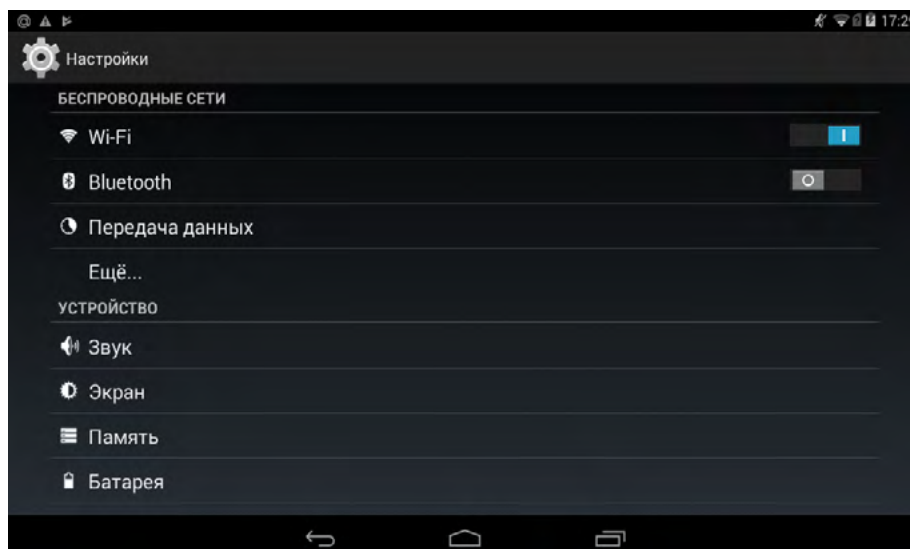 17:2
Настройки
БЕСПРОВОДНЫЕ СЕТИ
Wi-Fi
Bluetooth
Передача данных
Ещё...
УСТРОЙСТВО
Звук
Экран
Память
Батарея